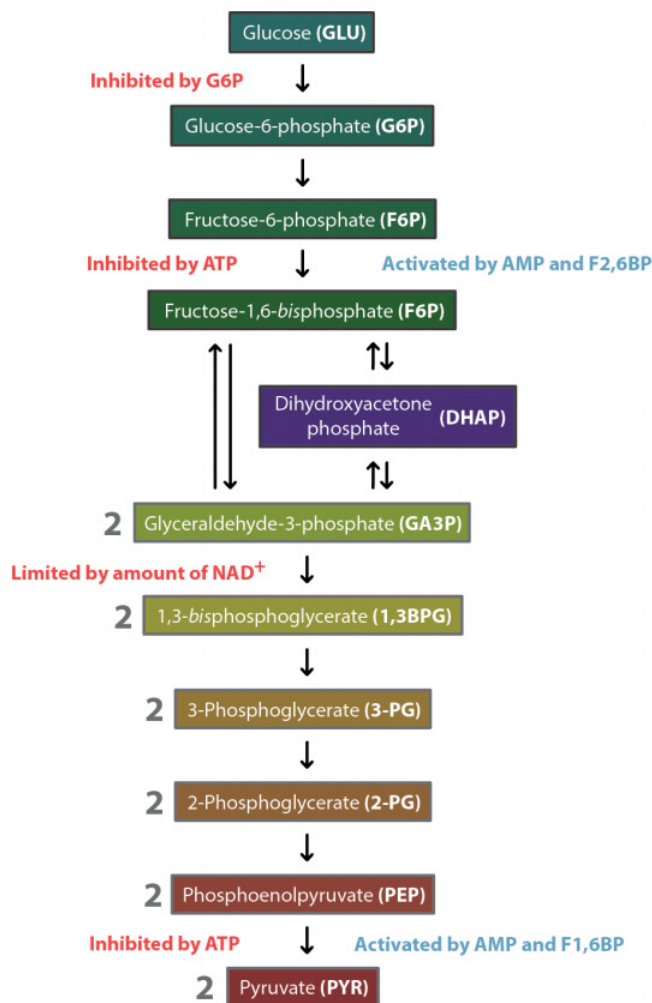 Glucose (GLU)
Inhibited by G6P
Glucose-6-phosphate (G6P)
Fructose-6-phosphate (F6P)
Inhibited by ATP
Activated by AMP and F2,6BP
Fructose-1,6-bisphosphate (F6P)
Dihydroxyacetone
phosphate
(DHAP)
2 Glyceraldehyde-3-phosphate (GA3P)
Limited by amount of NAD⁺
2 1,3-bisphosphoglycerate (1,3BPG)
2 3-Phosphoglycerate (3-PG)
2 2-Phosphoglycerate (2-PG)
2 Phosphoenolpyruvate (PEP)
Inhibited by ATP
Activated by AMP and F1,6BP
2 Pyruvate (PYR)